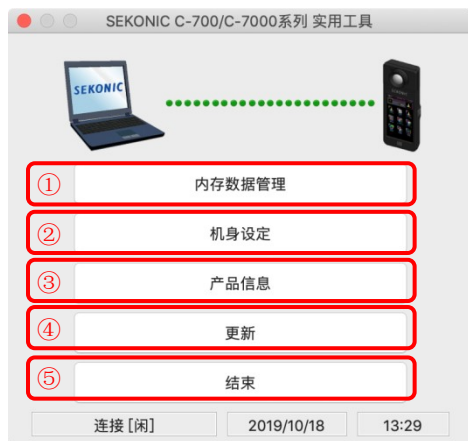 SEKONIC C-700/C-7000系列 实用工具
SEKONIC
① 内存数据管理
② 机身设定
③ 产品信息
④ 更新
⑤ 结束
连接 [闲] 2019/10/18 13:29